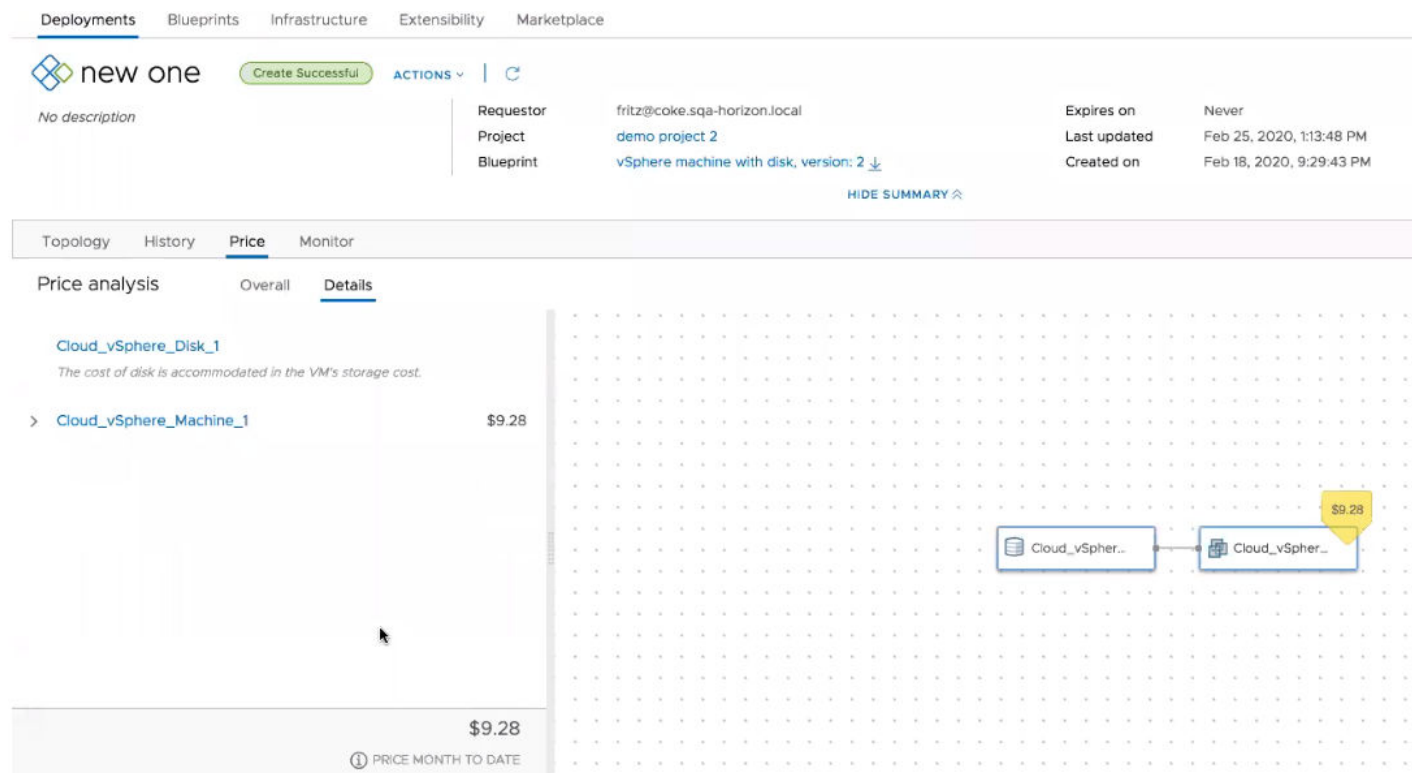 Deployments Blueprints Infrastructure Extensibility Marketplace
new one Create Successful ACTIONS
No description
Requestor fritz@coke.sqa-horizon.local
Project demo project 2
Blueprint vSphere machine with disk, version: 2
Expires on Never
Last updated Feb 25, 2020, 1:13:48 PM
Created on Feb 18, 2020, 9:29:43 PM
HIDE SUMMARY
Topology History Price Monitor
Price analysis Overall Details
Cloud_vSphere_Disk_1
The cost of disk is accommodated in the VM's storage cost.
Cloud_vSphere_Machine_1 $9.28
$9.28
Cloud_vSpher... Cloud_vSpher...
$9.28
PRICE MONTH TO DATE